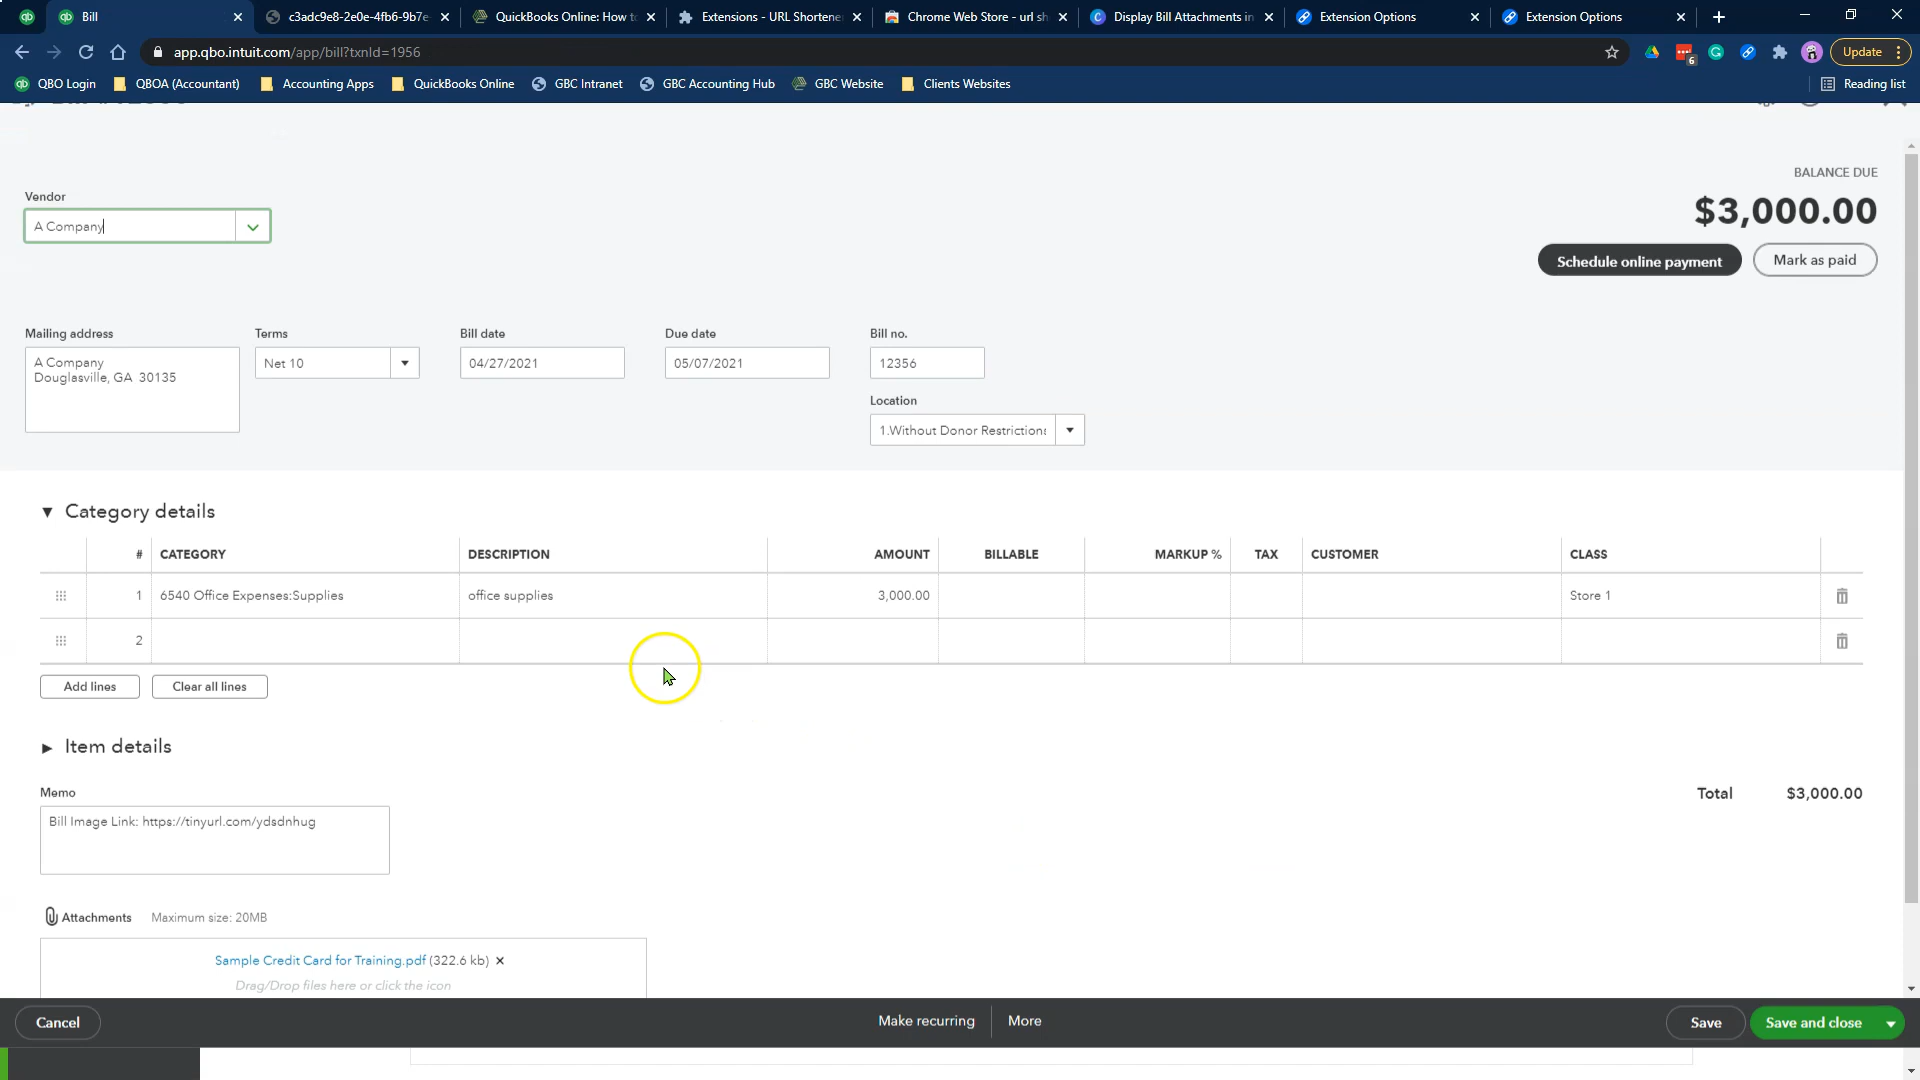 Bill
c3adc9e8-2e0e-4fb6-9b7e-
QuickBooks Online: How to
Extensions - URL Shortene
Chrome Web Store - url sh
Display Bill Attachments in
Extension Options
Extension Options
app.qbo.intuit.com/app/bill?txnId=1956
6
Update
QBO Login
QBOA (Accountant)
Accounting Apps
QuickBooks Online
GBC Intranet
GBC Accounting Hub
GBC Website
Clients Websites
Reading list
BALANCE DUE
$3,000.00
Vendor
A Company
Schedule online payment
Mark as paid
Mailing address
Terms
Bill date
Due date
Bill no.
A Company
Douglasville, GA 30135
Net 10
04/27/2021
05/07/2021
12356
Location
1.Without Donor Restrictions
Category details
# CATEGORY DESCRIPTION AMOUNT BILLABLE MARKUP % TAX CUSTOMER CLASS
1 6540 Office Expenses:Supplies office supplies 3,000.00 Store 1
2
Add lines
Clear all lines
Item details
Memo
Total $3,000.00
Bill Image Link: https://tinyurl.com/ydsdnhug
Attachments Maximum size: 20MB
Sample Credit Card for Training.pdf (322.6 kb)
Drag/Drop files here or click the icon
Cancel
Make recurring
More
Save
Save and close